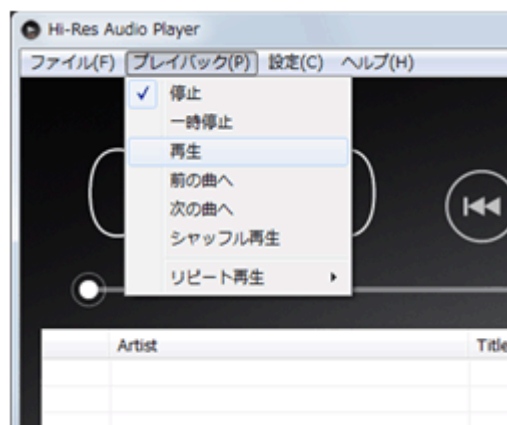 Hi-Res Audio Player
ファイル(F) プレイバック(P) 設定(C) ヘルプ(H)
停止
一時停止
再生
前の曲へ
次の曲へ
シャッフル再生
リピート再生
Artist Title